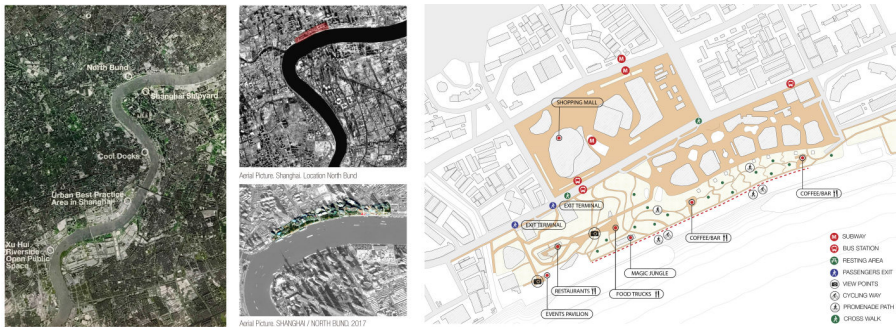 North Bund
Shanghai Shipyard
Cool Docks
Urban Best Practice
Area in Shanghai
Xu Hui
Riverside
Open Public
Space
Aerial Picture. Shanghai. Location North Bund
Aerial Picture. SHANGHAI / NORTH BUND. 2017
M
M
SHOPPING MALL
M
EXIT TERMINAL
EXIT TERMINAL
COFFEE/BAR
COFFEE/BAR
MAGIC JUNGLE
RESTAURANTS
FOOD TRUCKS
EVENTS PAVILION
M SUBWAY
BUS STATION
RESTING AREA
PASSENGERS EXIT
VIEW POINTS
CYCLING WAY
PROMENADE PATH
CROSS WALK